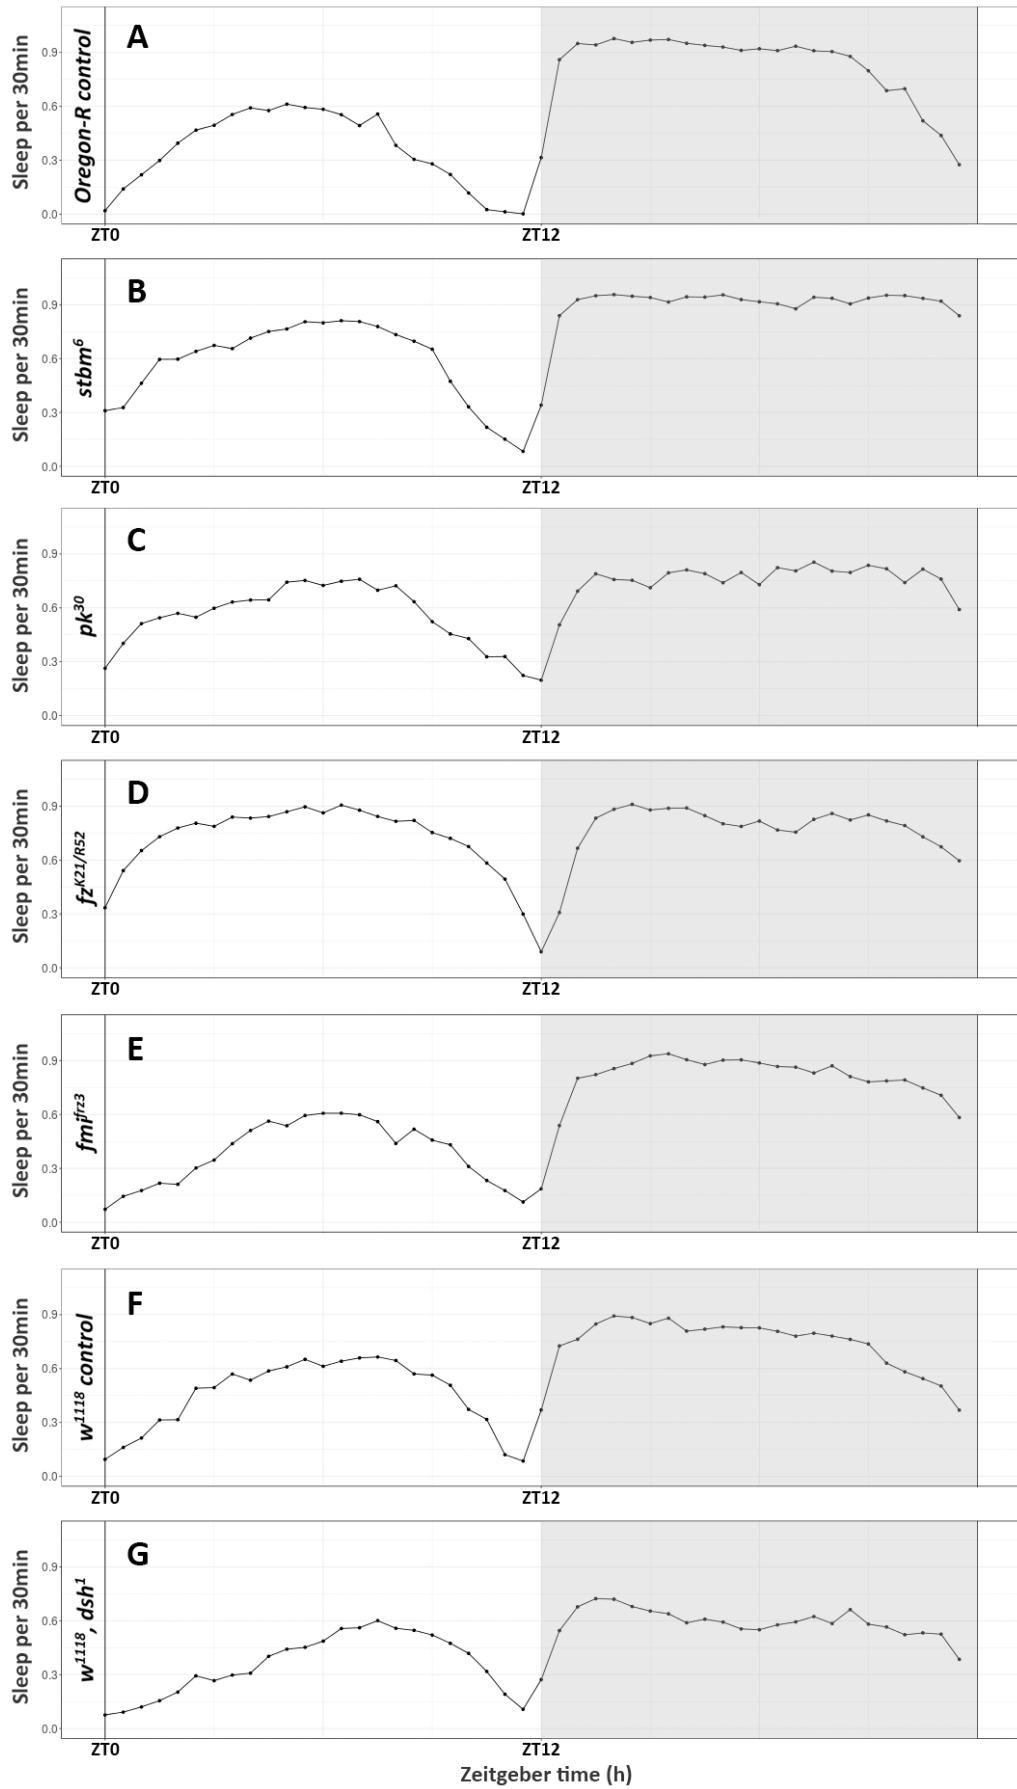 A
Sleep per 30min
Oregon-R control
0.9
0.6
0.3
0.0
ZT0
ZT12
B
Sleep per 30min
stbm⁶
0.9
0.6
0.3
0.0
ZT0
ZT12
C
Sleep per 30min
pk³⁰
0.9
0.6
0.3
0.0
ZT0
ZT12
D
Sleep per 30min
fzᴷ²¹/ᴿ⁵²
0.9
0.6
0.3
0.0
ZT0
ZT12
E
Sleep per 30min
fmiᶠʳᶻ³
0.9
0.6
0.3
0.0
ZT0
ZT12
F
Sleep per 30min
w¹¹¹⁸ control
0.9
0.6
0.3
0.0
ZT0
ZT12
G
Sleep per 30min
w¹¹¹⁸, dsh¹
0.9
0.6
0.3
0.0
ZT0
ZT12
Zeitgeber time (h)